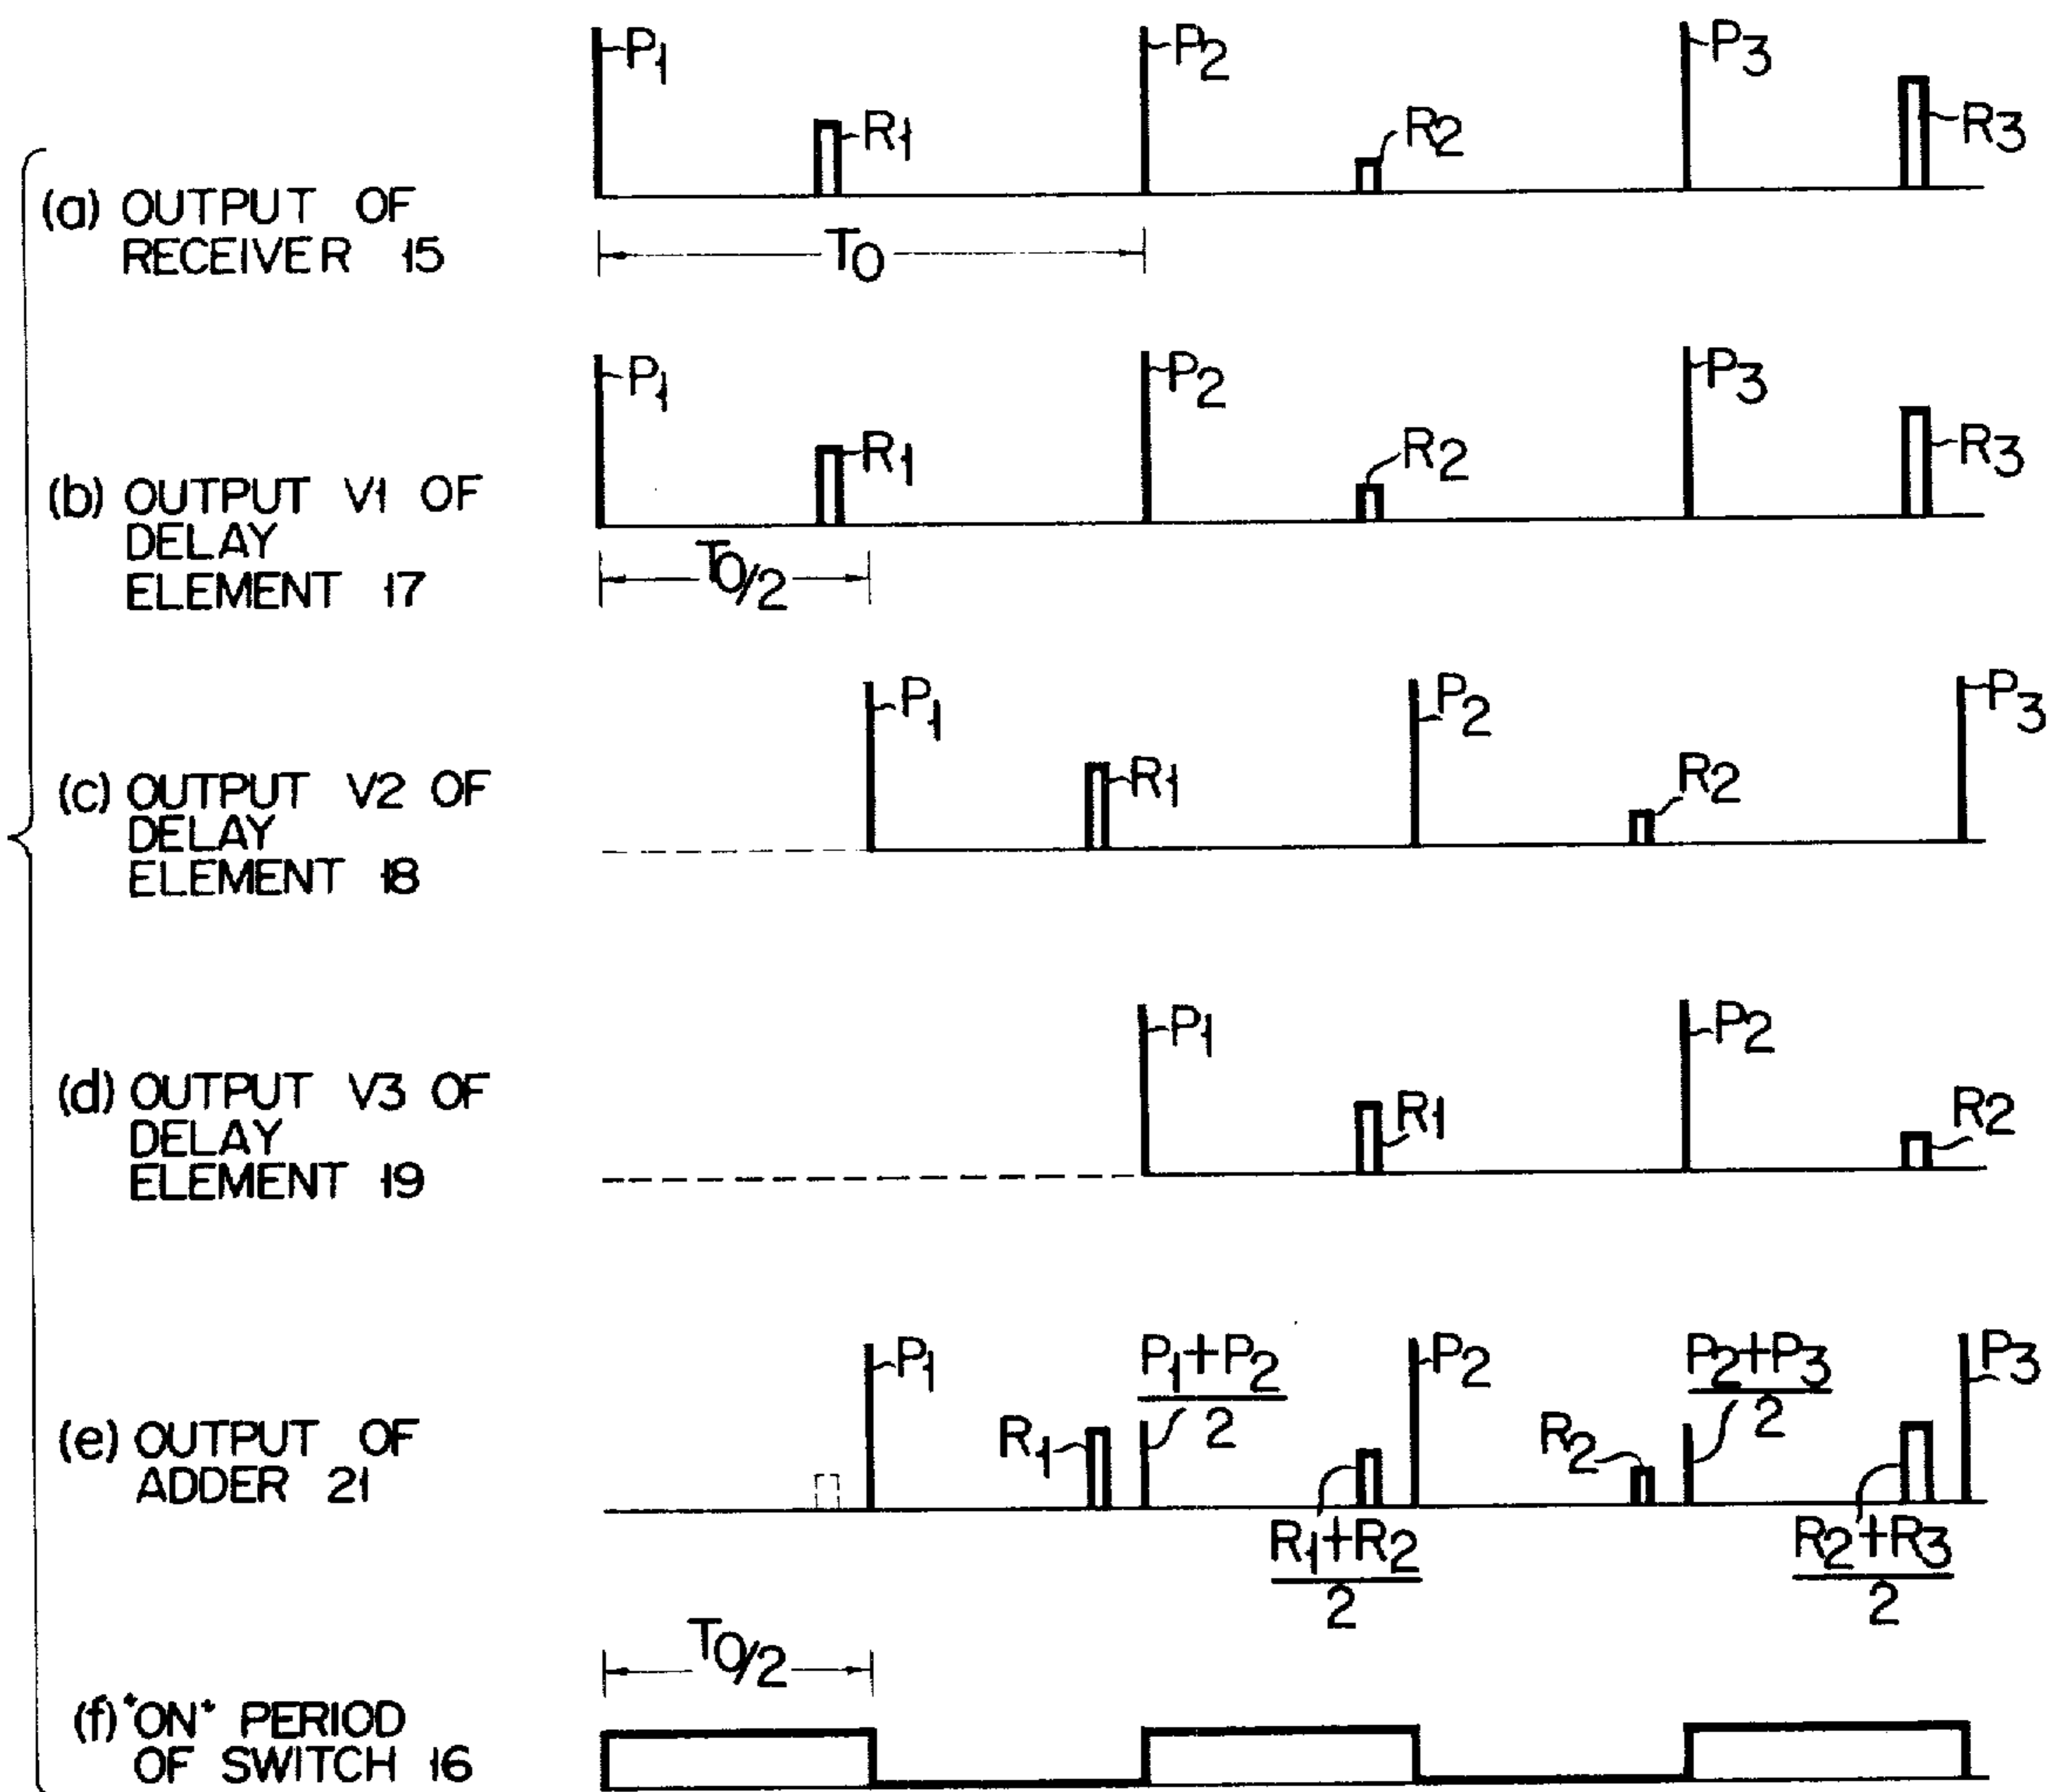 P1 P2 P3
R1 R2 R3
(a) OUTPUT OF
RECEIVER 15
T0
P1 P2 P3
R1 R2 R3
(b) OUTPUT V1 OF
DELAY
ELEMENT 17
T0/2
P1 P2 P3
R1 R2
(c) OUTPUT V2 OF
DELAY
ELEMENT 18
P1 P2
R1 R2
(d) OUTPUT V3 OF
DELAY
ELEMENT 19
P1 P1+P2 P2 P2+P3 P3
2 2
R1 R2
(e) OUTPUT OF
ADDER 21
R1+R2 R2+R3
2 2
T0/2
(f) "ON" PERIOD
OF SWITCH 16